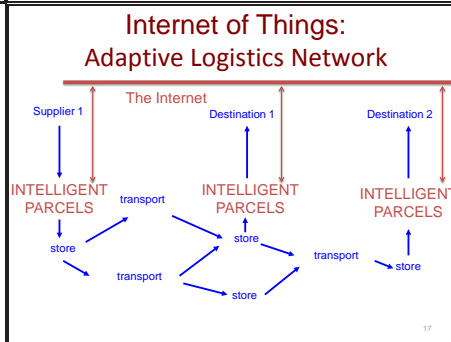 Internet of Things:
Adaptive Logistics Network
The Internet
Supplier 1
Destination 1
Destination 2
INTELLIGENT
PARCELS
INTELLIGENT
PARCELS
INTELLIGENT
PARCELS
transport
store
store
transport
transport
store
store
17